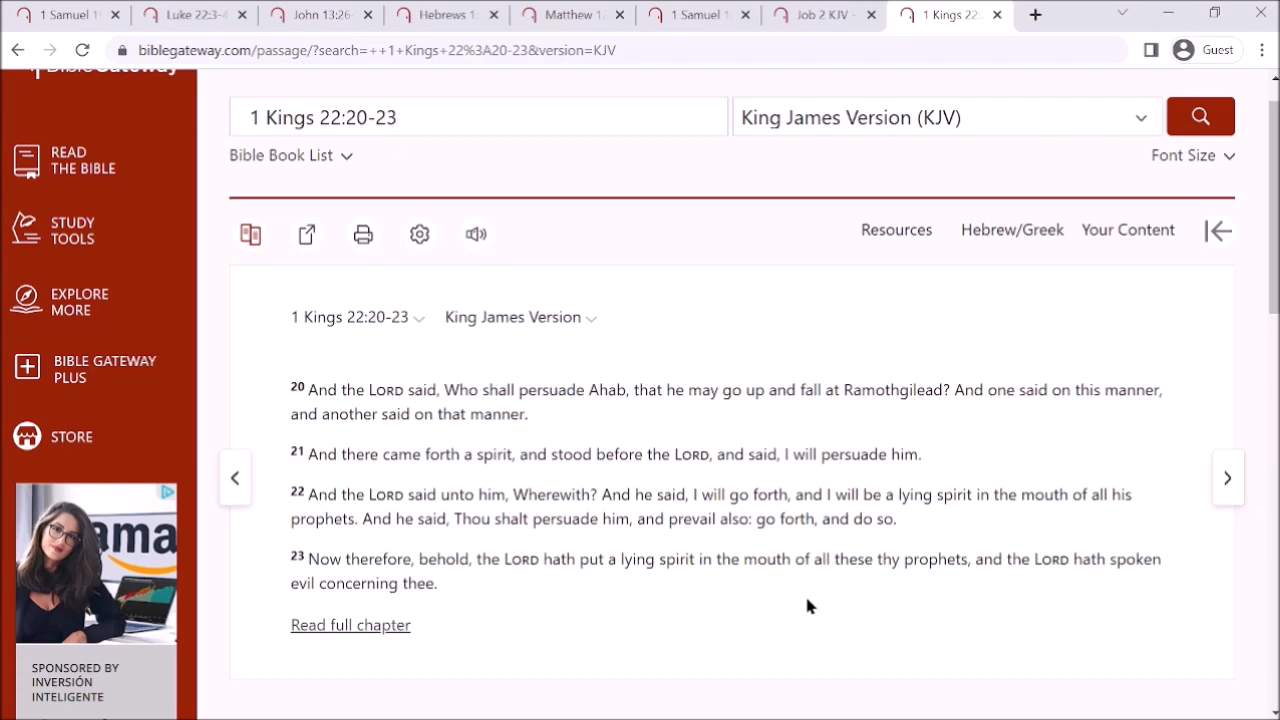 1 Samuel 1
Luke 22:3-4
John 13:26-
Hebrews 1
Matthew 1
1 Samuel 1
Job 2 KJV -
1 Kings 22:
biblegateway.com/passage/?search=++1+Kings+22%3A20-23&version=KJV
Guest
BibleGateway
1 Kings 22:20-23
King James Version (KJV)
Bible Book List
Font Size
READ
THE BIBLE
STUDY
TOOLS
EXPLORE
MORE
BIBLE GATEWAY
PLUS
STORE
Resources
Hebrew/Greek
Your Content
1 Kings 22:20-23
King James Version
20 And the LORD said, Who shall persuade Ahab, that he may go up and fall at Ramothgilead? And one said on this manner,
and another said on that manner.
21 And there came forth a spirit, and stood before the LORD, and said, I will persuade him.
22 And the LORD said unto him, Wherewith? And he said, I will go forth, and I will be a lying spirit in the mouth of all his
prophets. And he said, Thou shalt persuade him, and prevail also: go forth, and do so.
23 Now therefore, behold, the LORD hath put a lying spirit in the mouth of all these thy prophets, and the LORD hath spoken
evil concerning thee.
Read full chapter
ama
SPONSORED BY
INVERSIÓN
INTELIGENTE